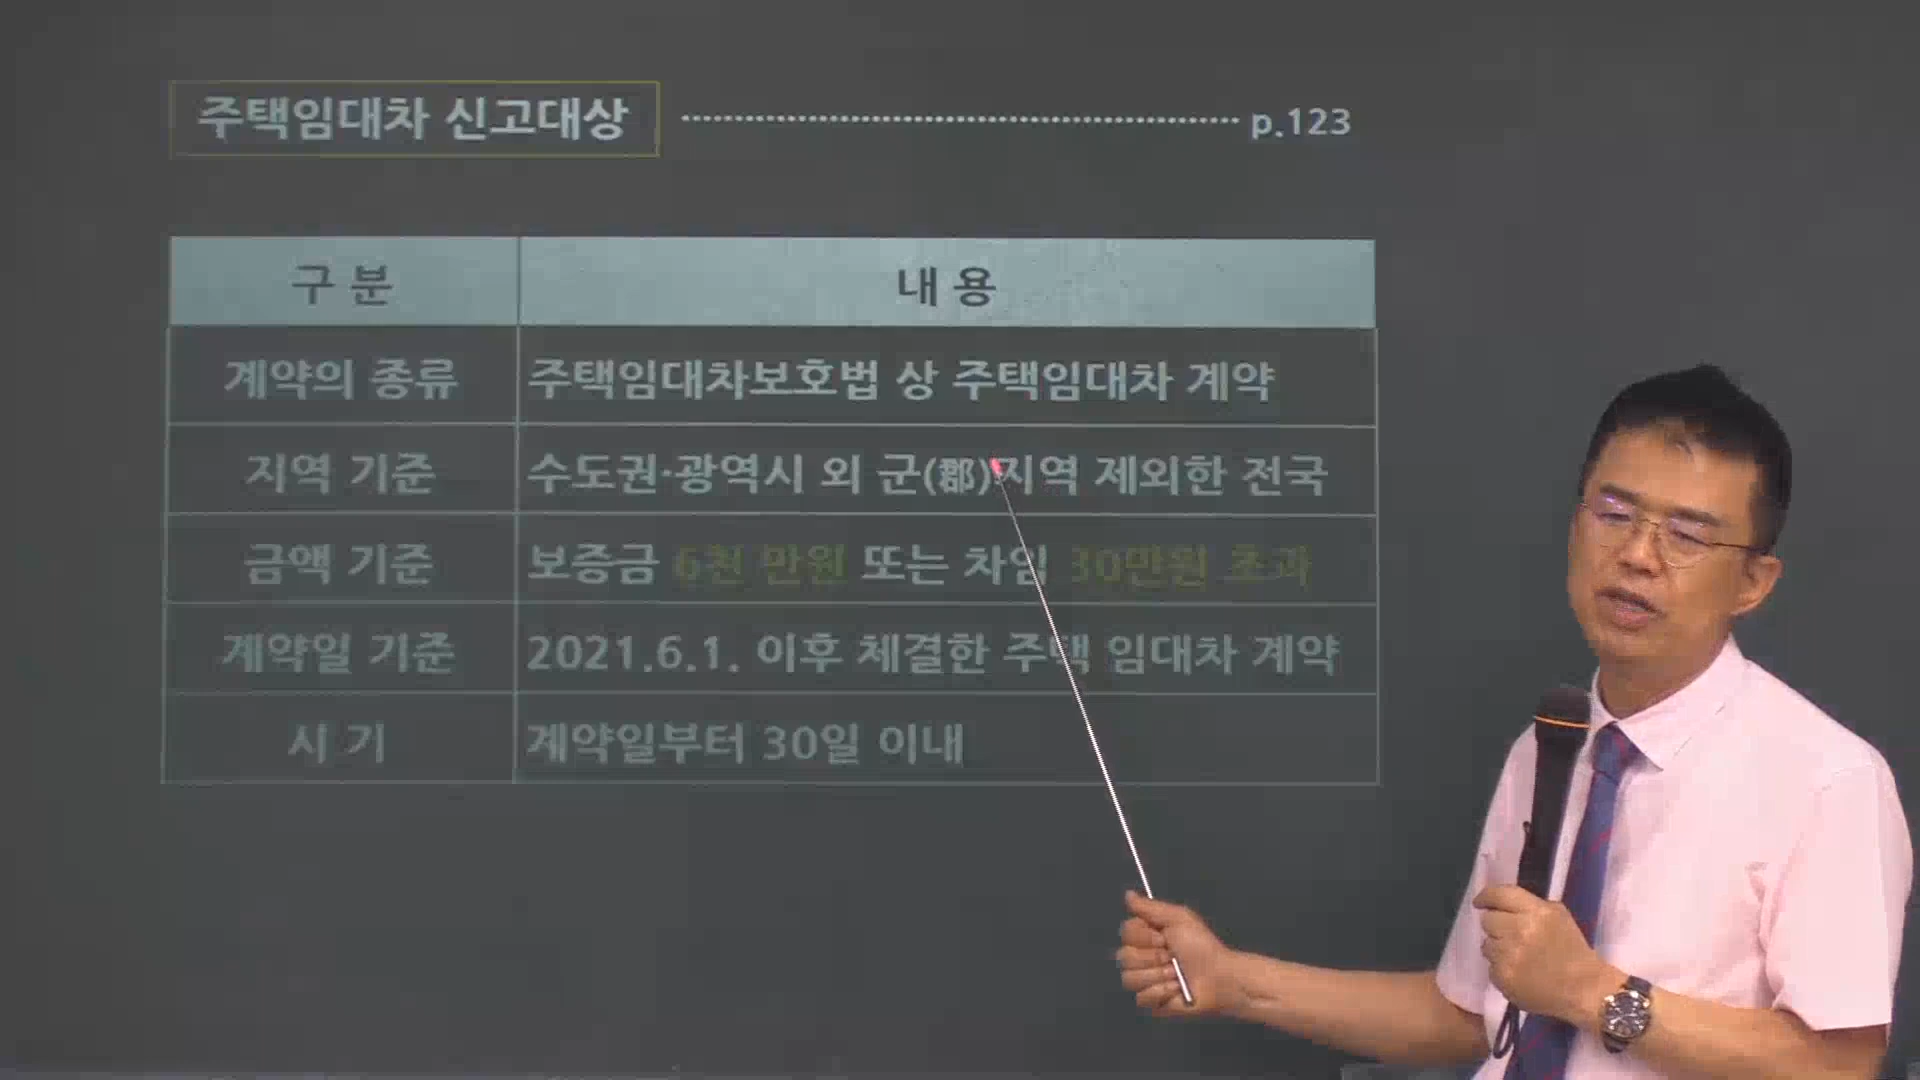 주택임대차 신고대상 p.123
구 분 내 용
계약의 종류 주택임대차보호법 상 주택임대차 계약
지역 기준 수도권·광역시 외 군(郡)지역 제외한 전국
금액 기준 보증금 6천 만원 또는 차임 30만원 초과
계약일 기준 2021.6.1. 이후 체결한 주택 임대차 계약
시 기 계약일부터 30일 이내